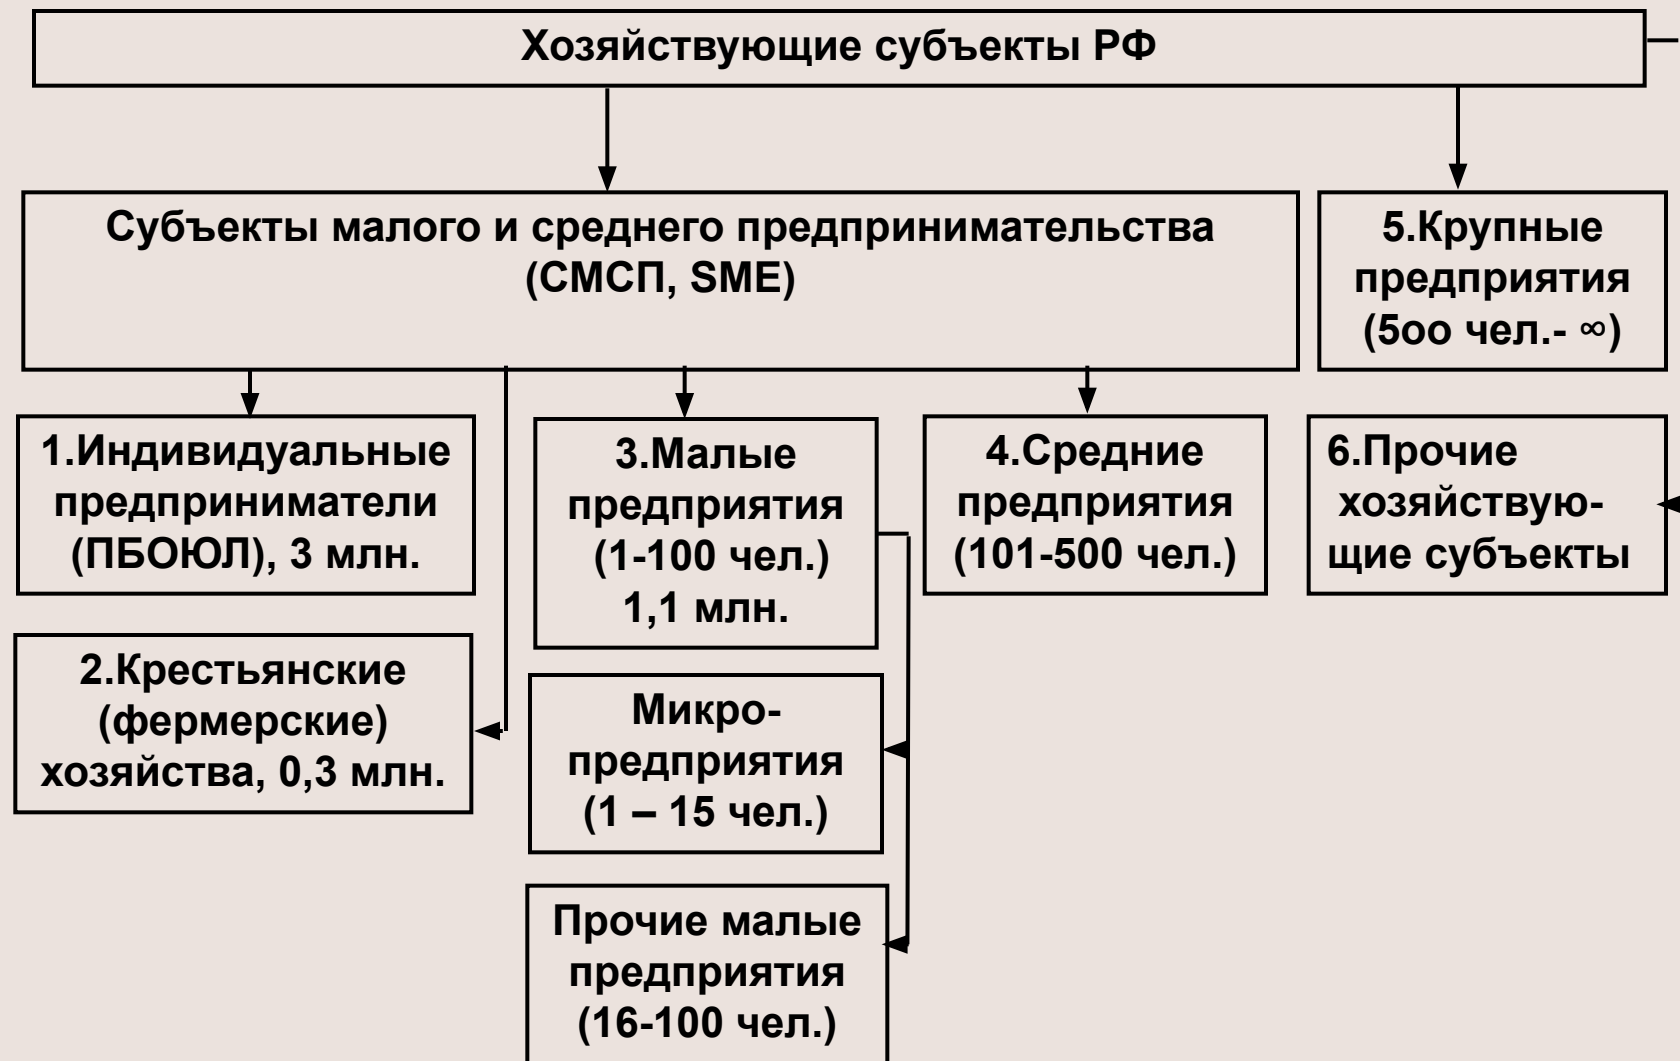 Хозяйствующие субъекты РФ
Субъекты малого и среднего предпринимательства
(СМСП, SME)
5.Крупные
предприятия
(5оо чел.- ∞)
1.Индивидуальные
предприниматели
(ПБОЮЛ), 3 млн.
3.Малые
предприятия
(1-100 чел.)
1,1 млн.
4.Средние
предприятия
(101-500 чел.)
6.Прочие
хозяйствую-
щие субъекты
2.Крестьянские
(фермерские)
хозяйства, 0,3 млн.
Микро-
предприятия
(1 – 15 чел.)
Прочие малые
предприятия
(16-100 чел.)